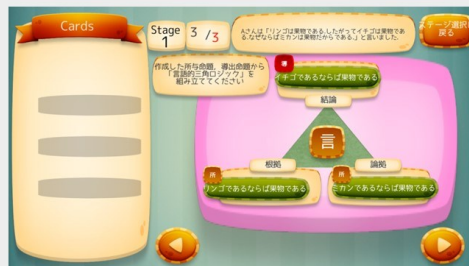 Cards
Stage
1
3 /3
Aさんは「リンゴは果物である.したがってイチゴは果物であ
る.なぜならばミカンは果物だからである.」と言いました.
ステージ選択に
戻る
作成した所与命題，導出命題から
「言語的三角ロジック」を
組み立ててください
導
イチゴであるならば果物である
結論
言
根拠
論拠
所
リンゴであるならば果物である
所
ミカンであるならば果物である